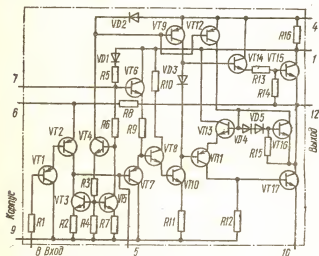 VD2
VT9
VT12
R16
4
VD1
R5
VD3
VT14
VT15
1
R13
R14
7
VT6
R10
6
R8
12
VT2
VT4
R6
R9
VT13
VD4
VD5
VT16
R15
VT8
VT11
VT1
VT7
VT10
VT17
R3
VT3
VT5
R1
R2
R4
R7
R11
R12
Корпус
Выход
9
В Вход
5
10